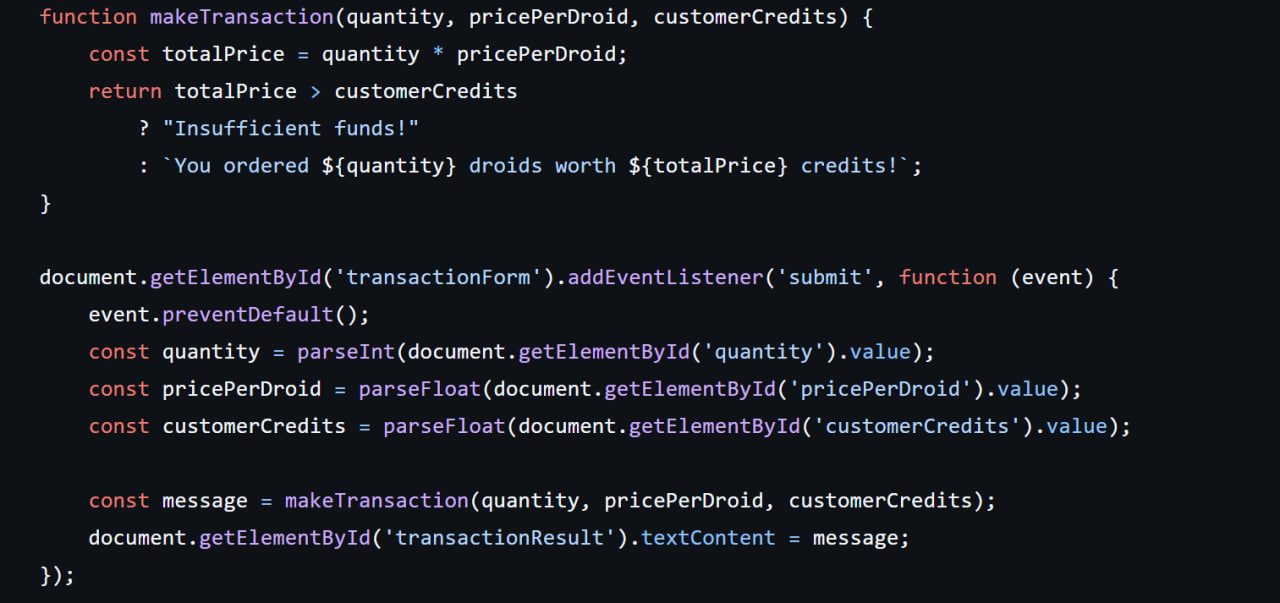 function makeTransaction(quantity, pricePerDroid, customerCredits) {
    const totalPrice = quantity * pricePerDroid;
    return totalPrice > customerCredits
        ? "Insufficient funds!"
        : `You ordered ${quantity} droids worth ${totalPrice} credits!`;
}

document.getElementById('transactionForm').addEventListener('submit', function (event) {
    event.preventDefault();
    const quantity = parseInt(document.getElementById('quantity').value);
    const pricePerDroid = parseFloat(document.getElementById('pricePerDroid').value);
    const customerCredits = parseFloat(document.getElementById('customerCredits').value);

    const message = makeTransaction(quantity, pricePerDroid, customerCredits);
    document.getElementById('transactionResult').textContent = message;
});